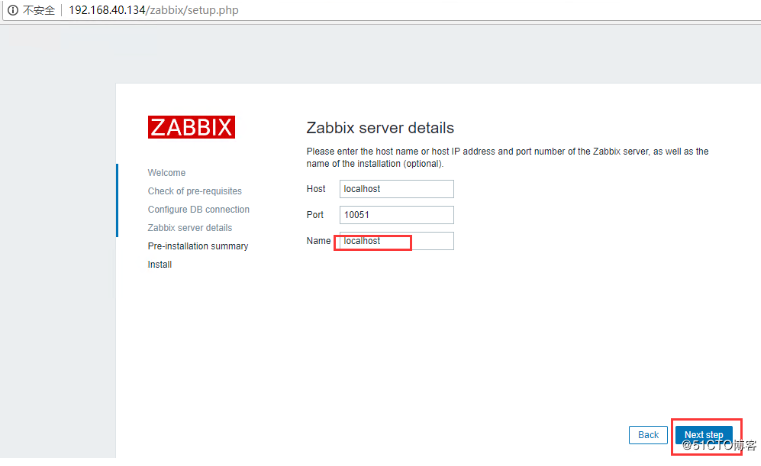 不安全 192.168.40.134/zabbix/setup.php
ZABBIX
Welcome
Check of pre-requisites
Configure DB connection
Zabbix server details
Pre-installation summary
Install
Zabbix server details
Please enter the host name or host IP address and port number of the Zabbix server, as well as the
name of the installation (optional).
Host localhost
Port 10051
Name localhost
Back Next step
@51CTO博客